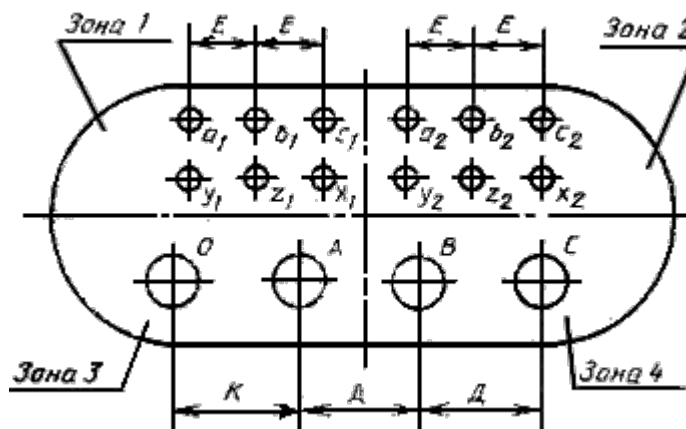 Зона 1
E E E E
Зона 2
a₁ b₁ c₁ a₂ b₂ c₂
y₁ z₁ x₁ y₂ z₂ x₂
O A B C
Зона 3
Зона 4
К Д Д